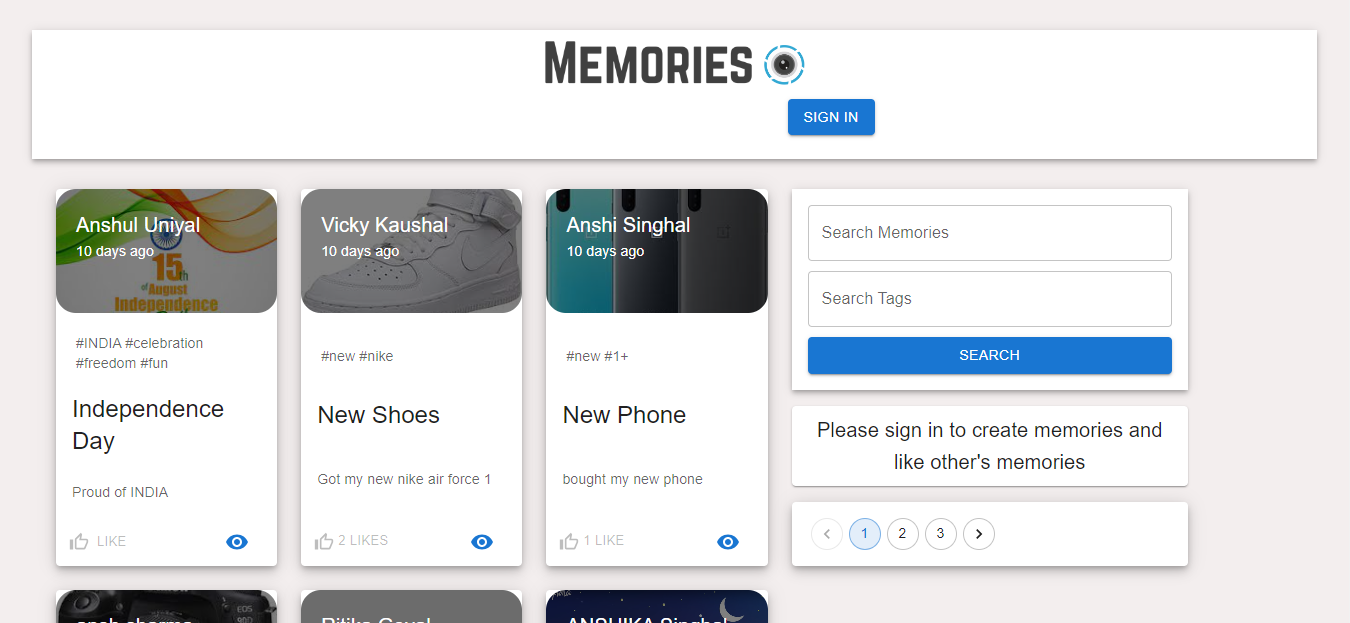 MEMORIES
SIGN IN
Anshul Uniyal
10 days ago
15th
of August
Independence
#INDIA #celebration
#freedom #fun
Independence
Day
Proud of INDIA
LIKE
Vicky Kaushal
10 days ago
#new #nike
New Shoes
Got my new nike air force 1
2 LIKES
Anshi Singhal
10 days ago
#new #1+
New Phone
bought my new phone
1 LIKE
Search Memories
Search Tags
SEARCH
Please sign in to create memories and
like other's memories
1 2 3
EOS
90D
ansh sharma
Ritika Goyal
ANSHIKA Singhal